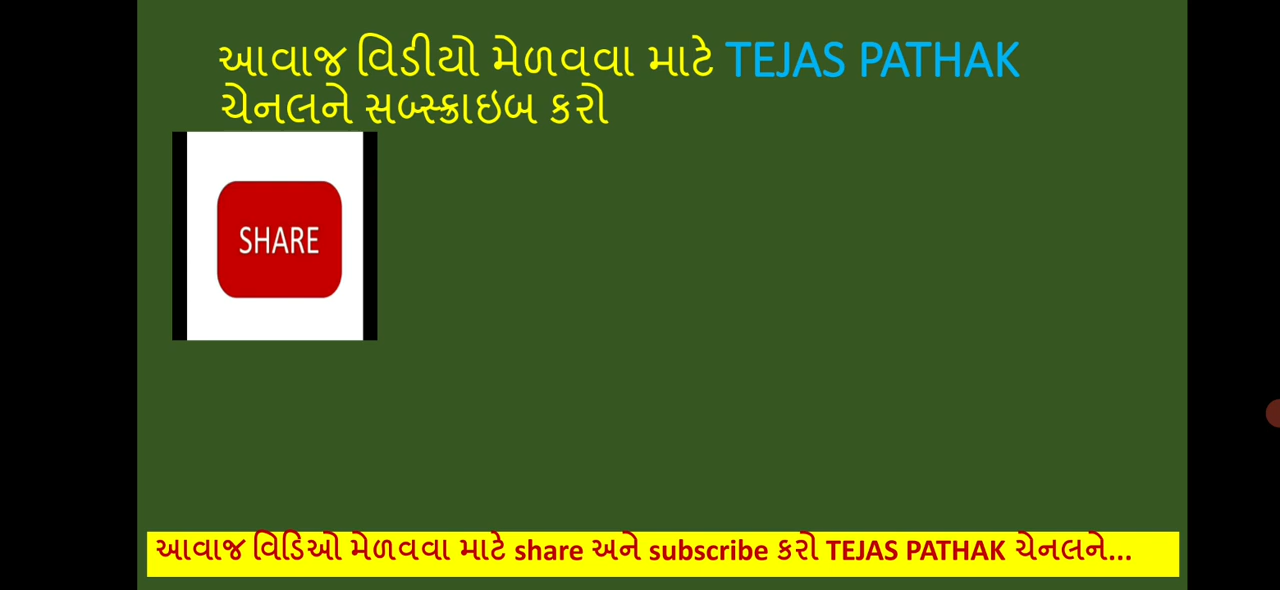 આવાજ વિડીયો મેળવવા માટે TEJAS PATHAK
ચેનલને સબ્સ્ક્રાઇબ કરો
SHARE
આવાજ વિડિઓ મેળવવા માટે share અને subscribe કરો TEJAS PATHAK ચેનલને...